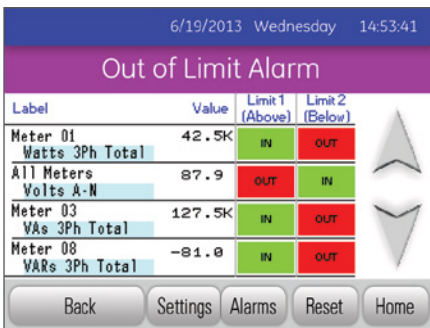 6/19/2013 Wednesday 14:53:41
Out of Limit Alarm
Label Value Limit 1 (Above) Limit 2 (Below)
Meter 01 42.5K IN OUT
Watts 3Ph Total
All Meters 87.9 OUT IN
Volts A-N
Meter 03 127.5K IN OUT
VAs 3Ph Total
Meter 08 -81.0 IN OUT
VARs 3Ph Total
Back Settings Alarms Reset Home